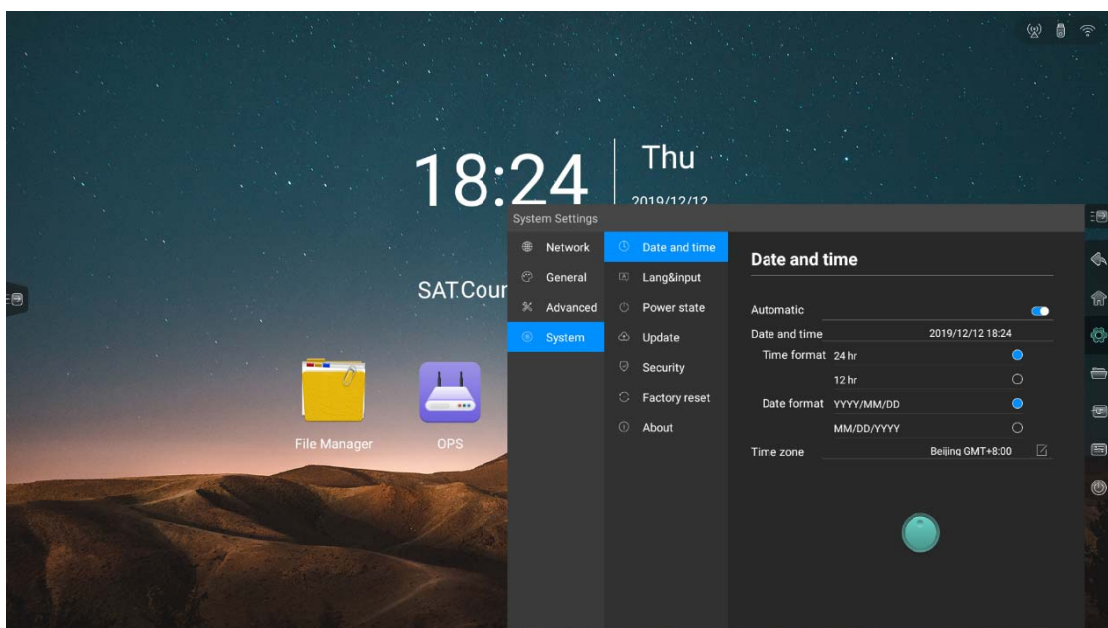 18:24
Thu
2019/12/12
SAT.Cour
File Manager
OPS
System Settings
Network
General
Advanced
System
Date and time
Lang&input
Power state
Update
Security
Factory reset
About
Date and time
Automatic
Date and time 2019/12/12 18:24
Time format 24 hr
12 hr
Date format YYYY/MM/DD
MM/DD/YYYY
Time zone Beijing GMT+8:00